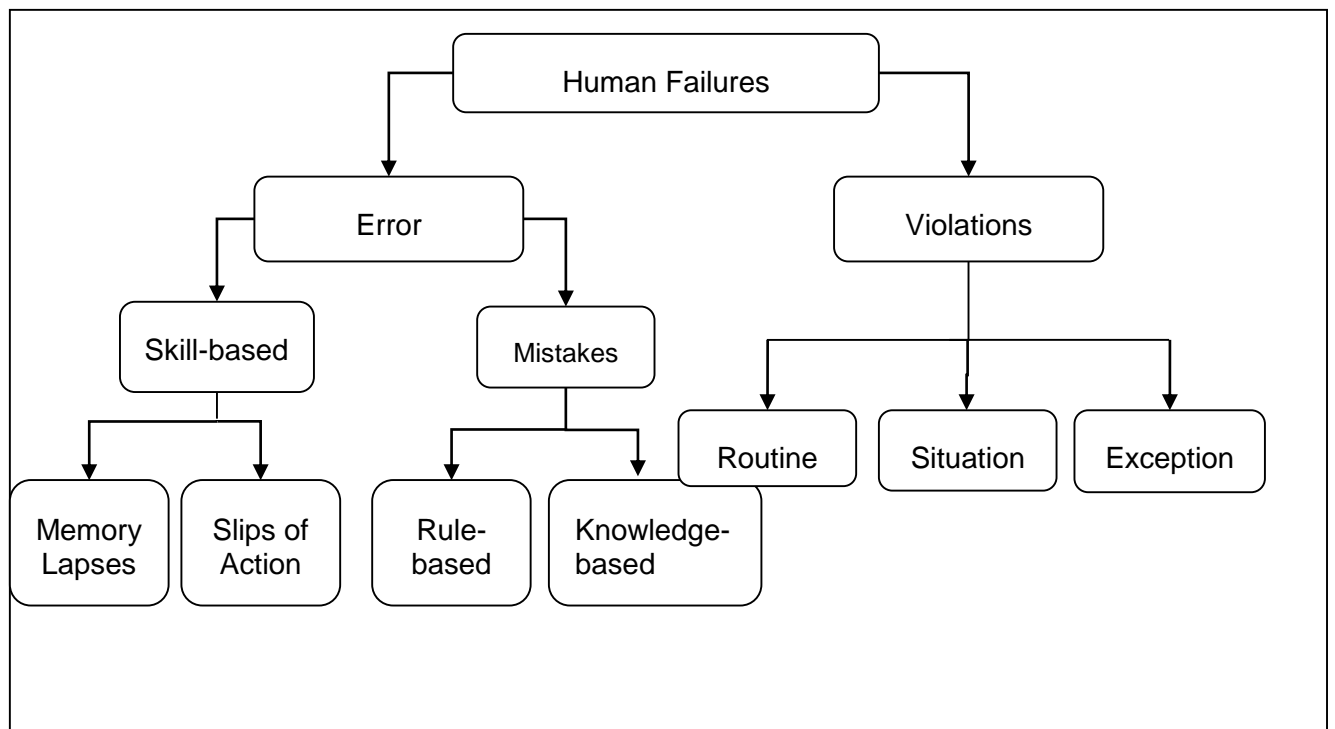 Human Failures
Error
Violations
Skill-based
Mistakes
Routine
Situation
Exception
Memory
Lapses
Slips of
Action
Rule-
based
Knowledge-
based